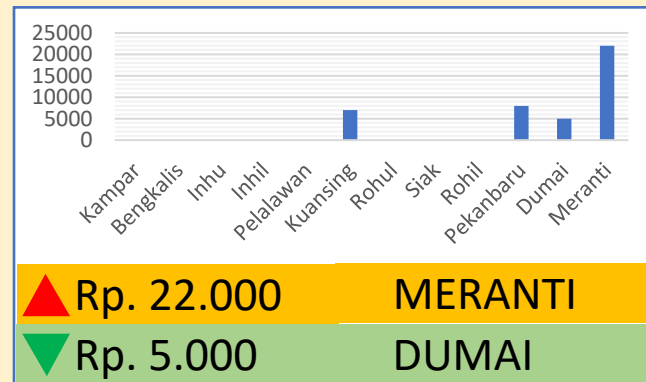 25000
20000
15000
10000
5000
0
Kampar
Bengkalis
Inhu
Inhil
Pelalawan
Kuansing
Rohul
Siak
Rohil
Pekanbaru
Dumai
Meranti
Rp. 22.000 MERANTI
Rp. 5.000 DUMAI